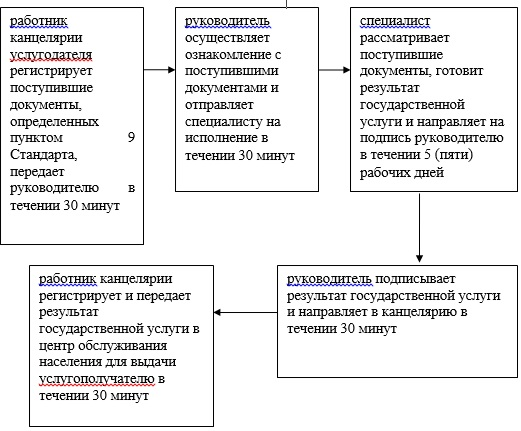 работник
канцелярии
услугодателя
регистрирует
поступившие
документы,
определенных
пунктом 9
Стандарта,
передает
руководителю в
течении 30 минут
руководитель
осуществляет
ознакомление с
поступившими
документами и
отправляет
специалисту на
исполнение в
течении 30 минут
специалист
рассматривает
поступившие
документы, готовит
результат
государственной
услуги и направляет на
подпись руководителю
в течении 5 (пяти)
рабочих дней
руководитель подписывает
результат государственной услуги
и направляет в канцелярию в
течении 30 минут
работник канцелярии
регистрирует и передает
результат
государственной услуги в
центр обслуживания
населения для выдачи
услугополучателю в
течении 30 минут